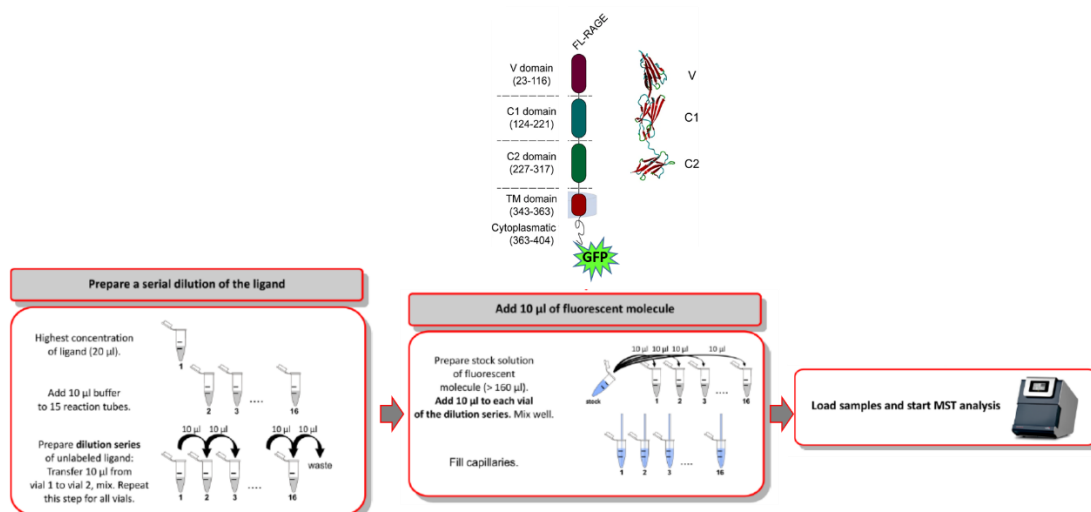 FL-RAGE
V domain
(23-116)
V
C1 domain
(124-221)
C1
C2 domain
(227-317)
C2
TM domain
(343-363)
Cytoplasmatic
(363-404)
GFP
Prepare a serial dilution of the ligand
Highest concentration
of ligand (20 µl).
1
Add 10 µl buffer
to 15 reaction tubes.
2 3 .... 16
10 µl 10 µl 10 µl 10 µl
Prepare dilution series
of unlabeled ligand:
Transfer 10 µl from
vial 1 to vial 2, mix. Repeat
this step for all vials.
waste
1 2 3 .... 16
Add 10 µl of fluorescent molecule
10 µl 10 µl 10 µl 10 µl
Prepare stock solution
of fluorescent
molecule (> 160 µl).
Add 10 µl to each vial
of the dilution series. Mix well.
stock 1 2 3 .... 16
Fill capillaries.
1 2 3 .... 16
Load samples and start MST analysis